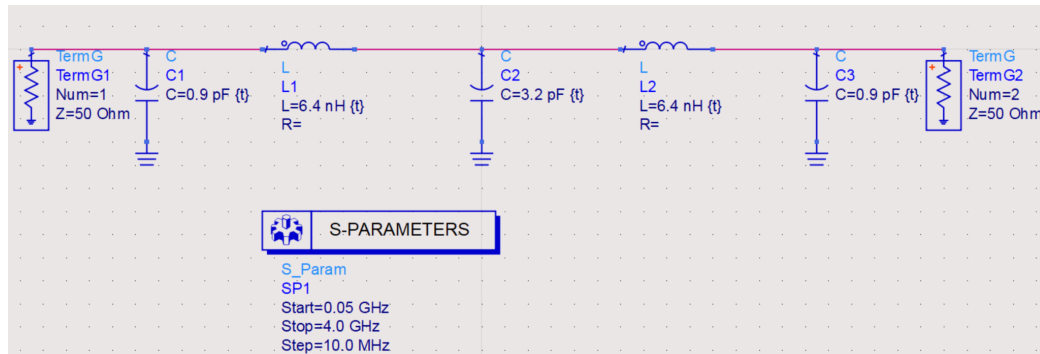 TermG
TermG1
Num=1
Z=50 Ohm
C
C1
C=0.9 pF {t}
L
L1
L=6.4 nH {t}
R=
C
C2
C=3.2 pF {t}
L
L2
L=6.4 nH {t}
R=
C
C3
C=0.9 pF {t}
TermG
TermG2
Num=2
Z=50 Ohm
S-PARAMETERS
S_Param
SP1
Start=0.05 GHz
Stop=4.0 GHz
Step=10.0 MHz